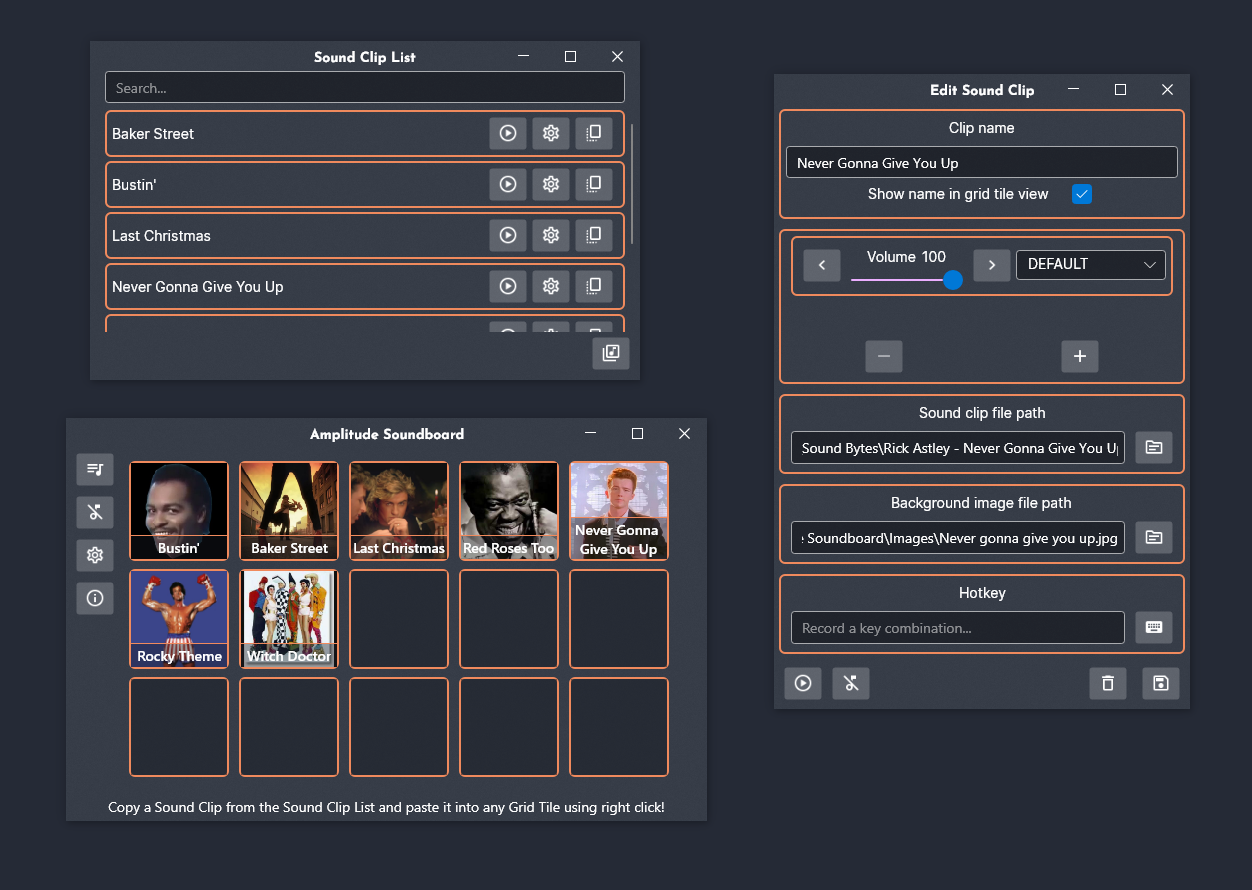 Sound Clip List
Search...
Baker Street
Bustin'
Last Christmas
Never Gonna Give You Up
Amplitude Soundboard
Bustin'
Baker Street
Last Christmas
Red Roses Too
Never Gonna
Give You Up
Rocky Theme
Witch Doctor
Copy a Sound Clip from the Sound Clip List and paste it into any Grid Tile using right click!
Edit Sound Clip
Clip name
Never Gonna Give You Up
Show name in grid tile view
Volume 100
DEFAULT
Sound clip file path
Sound Bytes\Rick Astley - Never Gonna Give You U
Background image file path
Soundboard\Images\Never gonna give you up.jpg
Hotkey
Record a key combination...